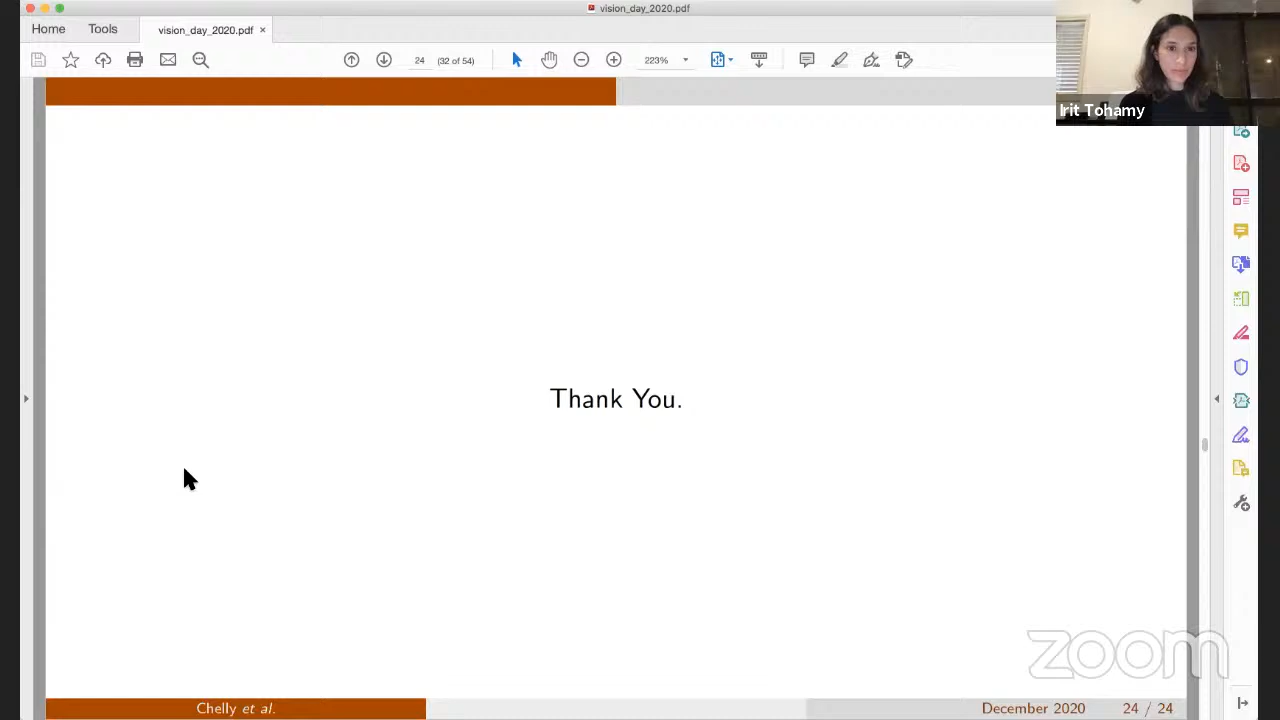 vision_day_2020.pdf
Home Tools vision_day_2020.pdf ×
24 (32 of 54) 223%
Irit Tohamy
Thank You.
zoom
Chelly et al. December 2020 24 / 24